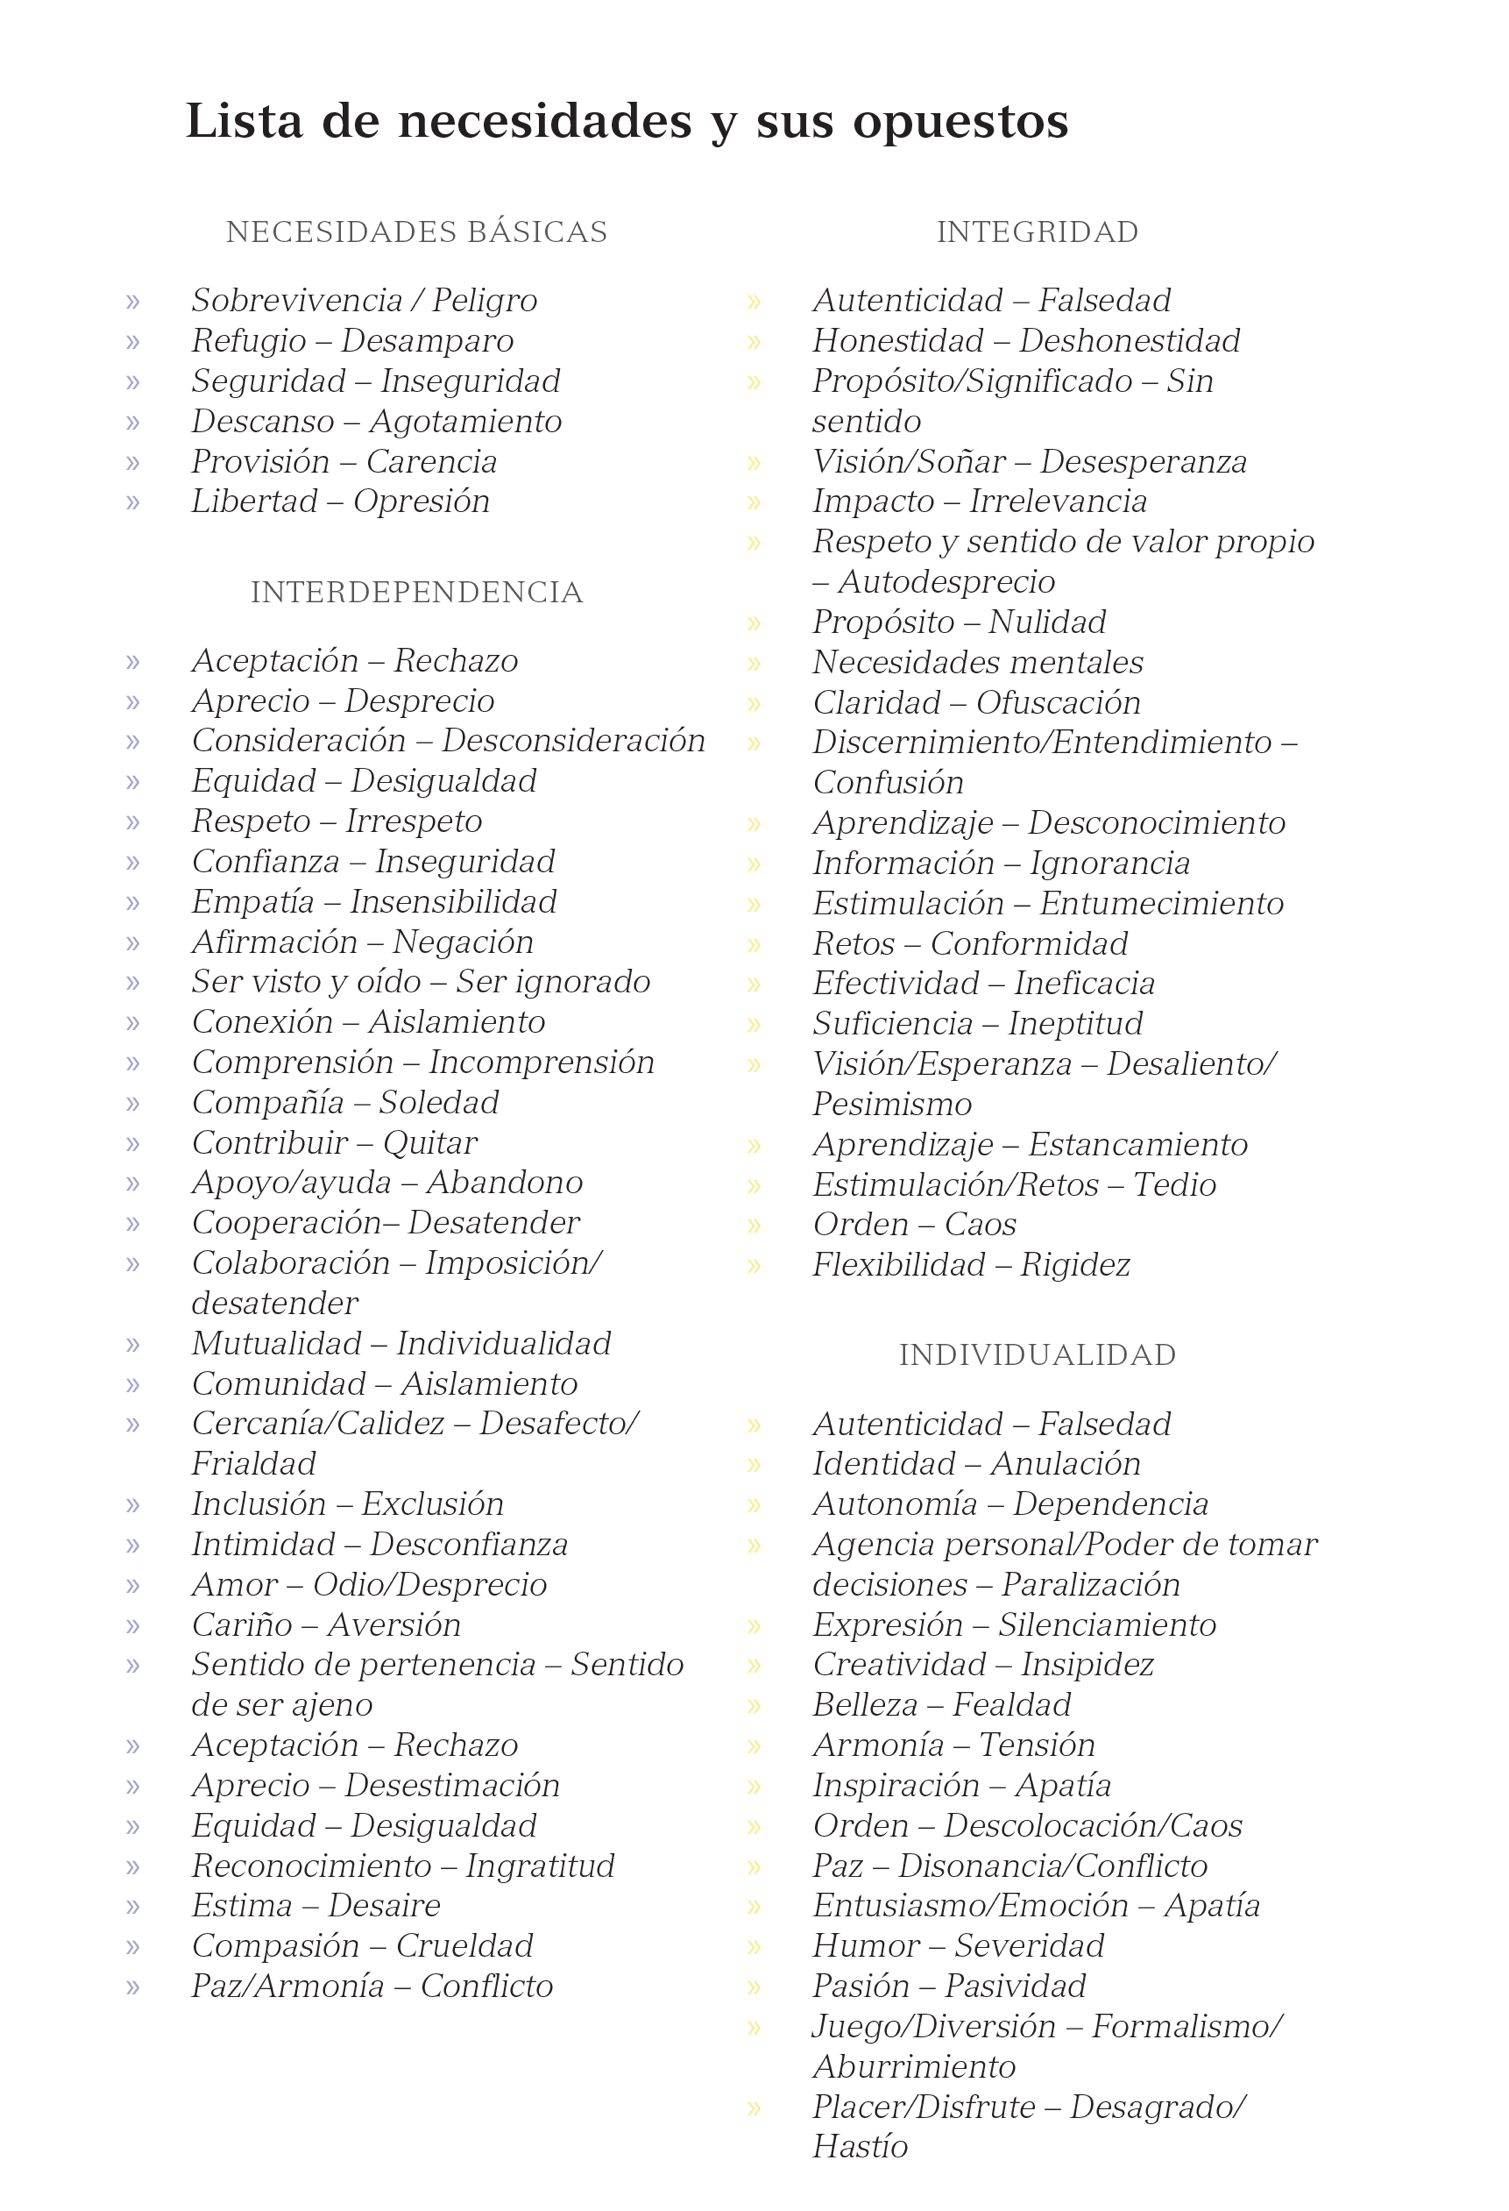 Lista de necesidades y sus opuestos
NECESIDADES BÁSICAS
» Sobrevivencia / Peligro
» Refugio – Desamparo
» Seguridad – Inseguridad
» Descanso – Agotamiento
» Provisión – Carencia
» Libertad – Opresión
INTERDEPENDENCIA
» Aceptación – Rechazo
» Aprecio – Desprecio
» Consideración – Desconsideración
» Equidad – Desigualdad
» Respeto – Irrespeto
» Confianza – Inseguridad
» Empatía – Insensibilidad
» Afirmación – Negación
» Ser visto y oído – Ser ignorado
» Conexión – Aislamiento
» Comprensión – Incomprensión
» Compañía – Soledad
» Contribuir – Quitar
» Apoyo/ayuda – Abandono
» Cooperación– Desatender
» Colaboración – Imposición/
desatender
» Mutualidad – Individualidad
» Comunidad – Aislamiento
» Cercanía/Calidez – Desafecto/
Frialdad
» Inclusión – Exclusión
» Intimidad – Desconfianza
» Amor – Odio/Desprecio
» Cariño – Aversión
» Sentido de pertenencia – Sentido
de ser ajeno
» Aceptación – Rechazo
» Aprecio – Desestimación
» Equidad – Desigualdad
» Reconocimiento – Ingratitud
» Estima – Desaire
» Compasión – Crueldad
» Paz/Armonía – Conflicto
INTEGRIDAD
» Autenticidad – Falsedad
» Honestidad – Deshonestidad
» Propósito/Significado – Sin
sentido
» Visión/Soñar – Desesperanza
» Impacto – Irrelevancia
» Respeto y sentido de valor propio
– Autodesprecio
» Propósito – Nulidad
» Necesidades mentales
» Claridad – Ofuscación
» Discernimiento/Entendimiento –
Confusión
» Aprendizaje – Desconocimiento
» Información – Ignorancia
» Estimulación – Entumecimiento
» Retos – Conformidad
» Efectividad – Ineficacia
» Suficiencia – Ineptitud
» Visión/Esperanza – Desaliento/
Pesimismo
» Aprendizaje – Estancamiento
» Estimulación/Retos – Tedio
» Orden – Caos
» Flexibilidad – Rigidez
INDIVIDUALIDAD
» Autenticidad – Falsedad
» Identidad – Anulación
» Autonomía – Dependencia
» Agencia personal/Poder de tomar
decisiones – Paralización
» Expresión – Silenciamiento
» Creatividad – Insipidez
» Belleza – Fealdad
» Armonía – Tensión
» Inspiración – Apatía
» Orden – Descolocación/Caos
» Paz – Disonancia/Conflicto
» Entusiasmo/Emoción – Apatía
» Humor – Severidad
» Pasión – Pasividad
» Juego/Diversión – Formalismo/
Aburrimiento
» Placer/Disfrute – Desagrado/
Hastío